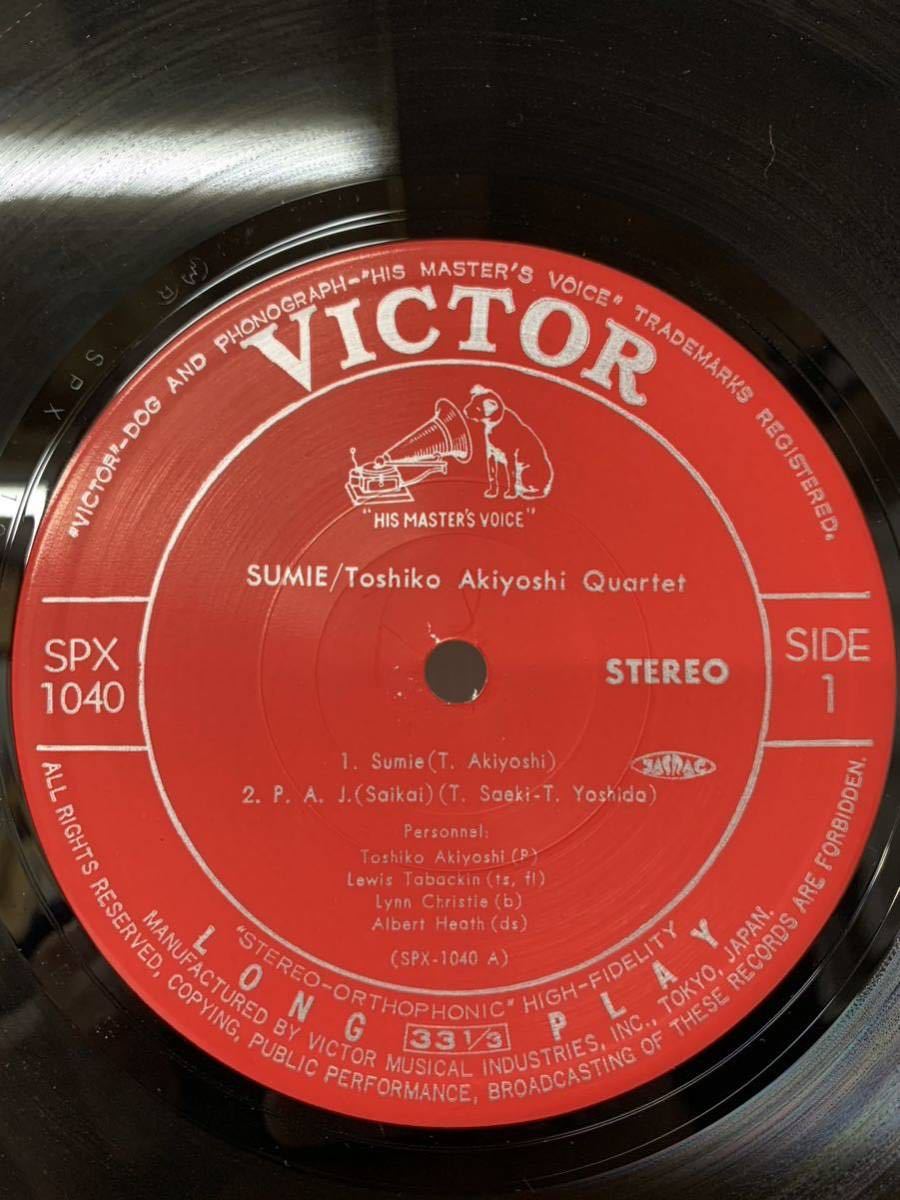 "VICTOR"-DOG AND PHONOGRAPH-"HIS MASTER'S VOICE" TRADEMARKS REGISTERED.
VICTOR
"HIS MASTER'S VOICE"
SUMIE/Toshiko Akiyoshi Quartet
SPX
1040
STEREO
SIDE
1
1. Sumie (T. Akiyoshi)
JASRAC
2. P. A. J. (Saikai) (T. Saeki-T. Yoshida)
Personnel:
Toshiko Akiyoshi (P)
Lewis Tabackin (ts, fl)
Lynn Christie (b)
Albert Heath (ds)
(SPX-1040 A)
"STEREO-ORTHOPHONIC" HIGH-FIDELITY
LONG 33 1/3 PLAY
MANUFACTURED BY VICTOR MUSICAL INDUSTRIES, INC., TOKYO, JAPAN.
ALL RIGHTS RESERVED, COPYING, PUBLIC PERFORMANCE, BROADCASTING OF THESE RECORDS ARE FORBIDDEN.
SPX